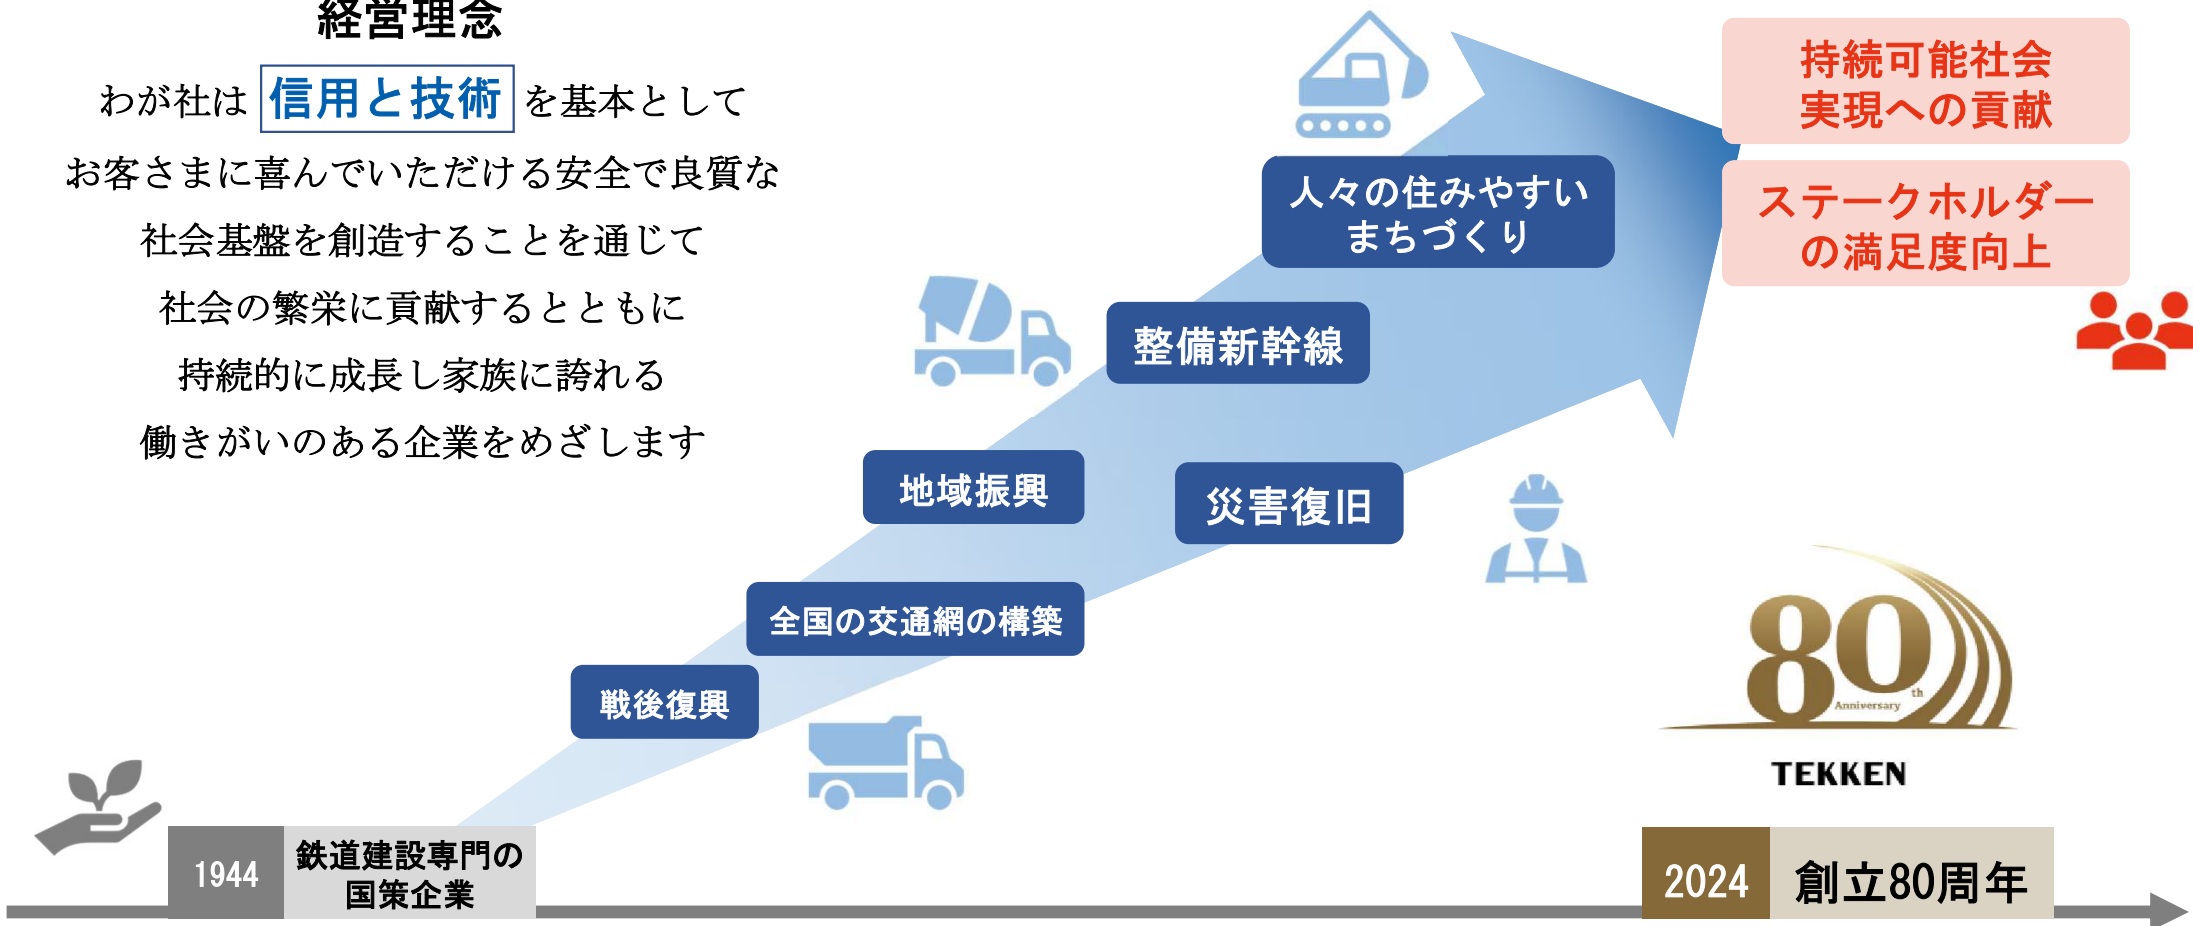 経営理念
わが社は 信用と技術 を基本として
お客さまに喜んでいただける安全で良質な
社会基盤を創造することを通じて
社会の繁栄に貢献するとともに
持続的に成長し家族に誇れる
働きがいのある企業をめざします
持続可能社会
実現への貢献
ステークホルダー
の満足度向上
人々の住みやすい
まちづくり
整備新幹線
地域振興
災害復旧
全国の交通網の構築
戦後復興
80th
Anniversary
TEKKEN
1944
鉄道建設専門の
国策企業
2024
創立80周年